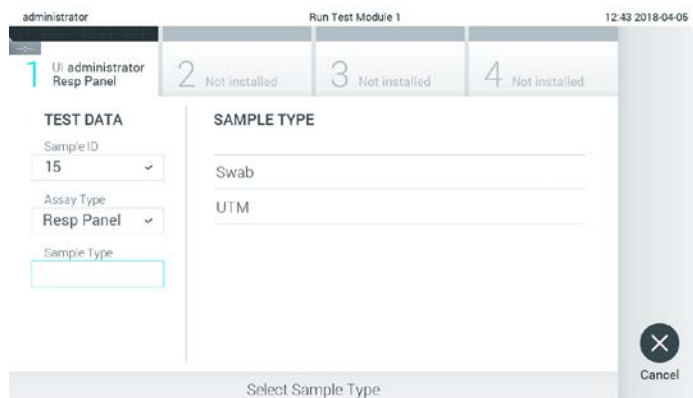 administrator Run Test Module 1 12:43 2018-04-05
1 UI administrator
Resp Panel
2 Not installed
3 Not installed
4 Not installed
TEST DATA
Sample ID
15
Assay Type
Resp Panel
Sample Type
SAMPLE TYPE
Swab
UTM
Cancel
Select Sample Type